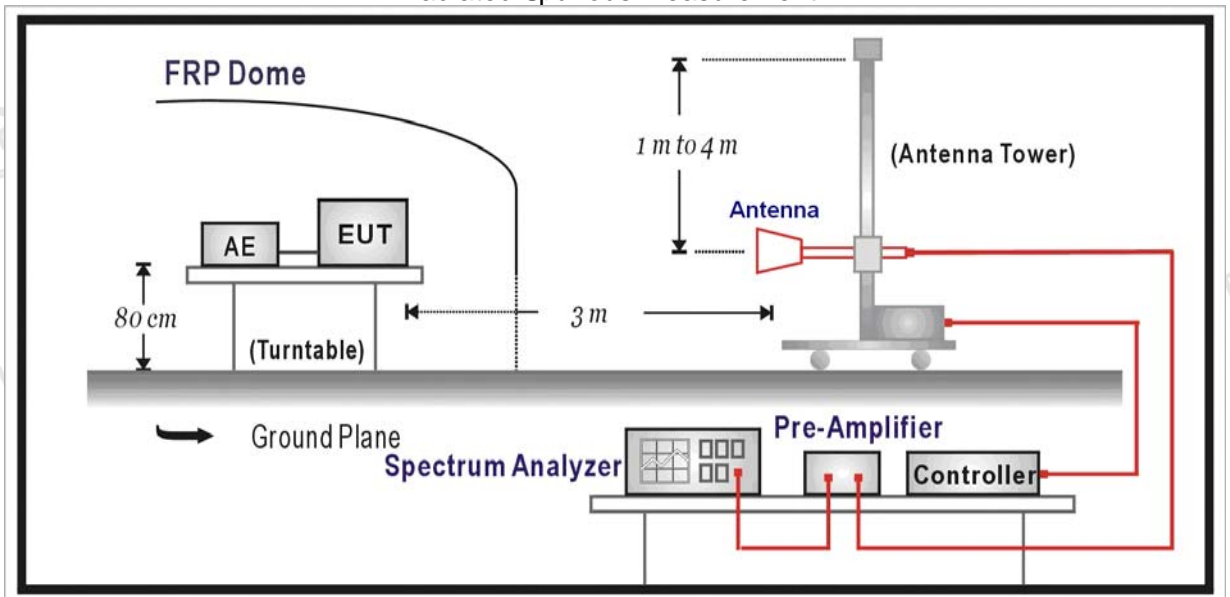 FRP Dome
1 m to 4 m
(Antenna Tower)
Antenna
AE
EUT
80 cm
3 m
(Turntable)
Ground Plane
Pre-Amplifier
Spectrum Analyzer
Controller